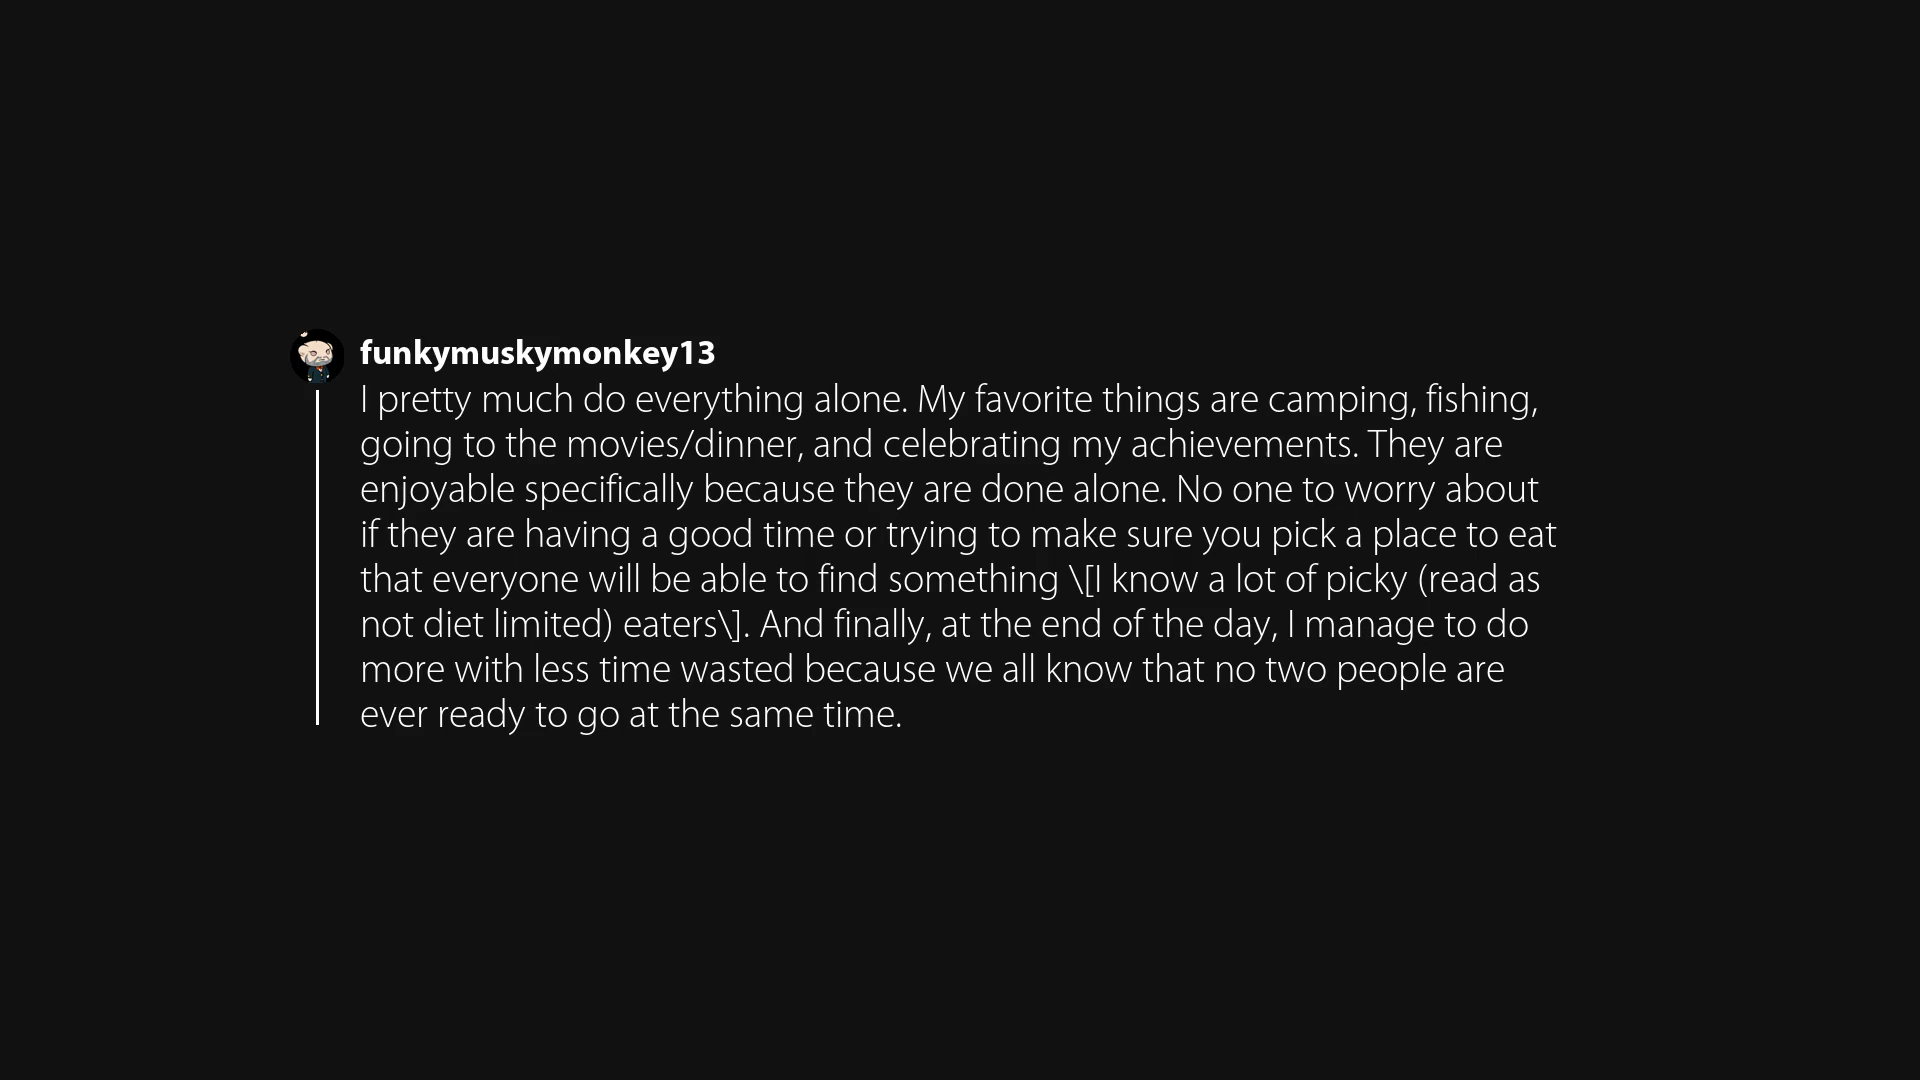 funkymuskymonkey13
I pretty much do everything alone. My favorite things are camping, fishing,
going to the movies/dinner, and celebrating my achievements. They are
enjoyable specifically because they are done alone. No one to worry about
if they are having a good time or trying to make sure you pick a place to eat
that everyone will be able to find something \[I know a lot of picky (read as
not diet limited) eaters\]. And finally, at the end of the day, I manage to do
more with less time wasted because we all know that no two people are
ever ready to go at the same time.